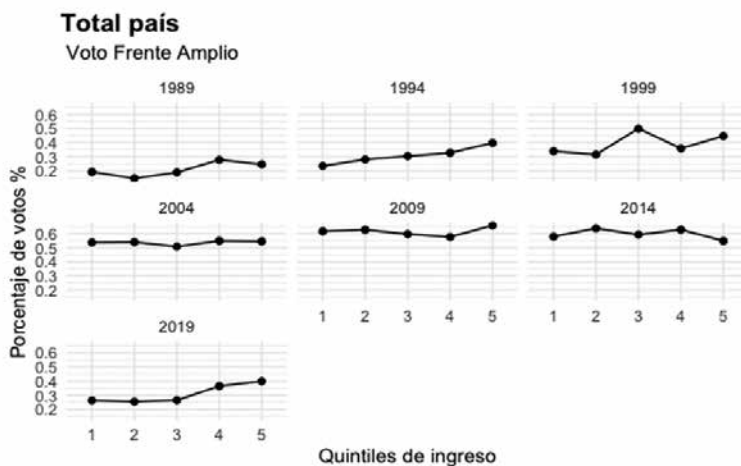 Total país
Voto Frente Amplio
Porcentaje de votos %
1989 1994 1999
0.6
0.5
0.4
0.3
0.2
2004 2009 2014
0.6
0.5
0.4
0.3
0.2
1 2 3 4 5 1 2 3 4 5
2019
0.6
0.5
0.4
0.3
0.2
1 2 3 4 5
Quintiles de ingreso